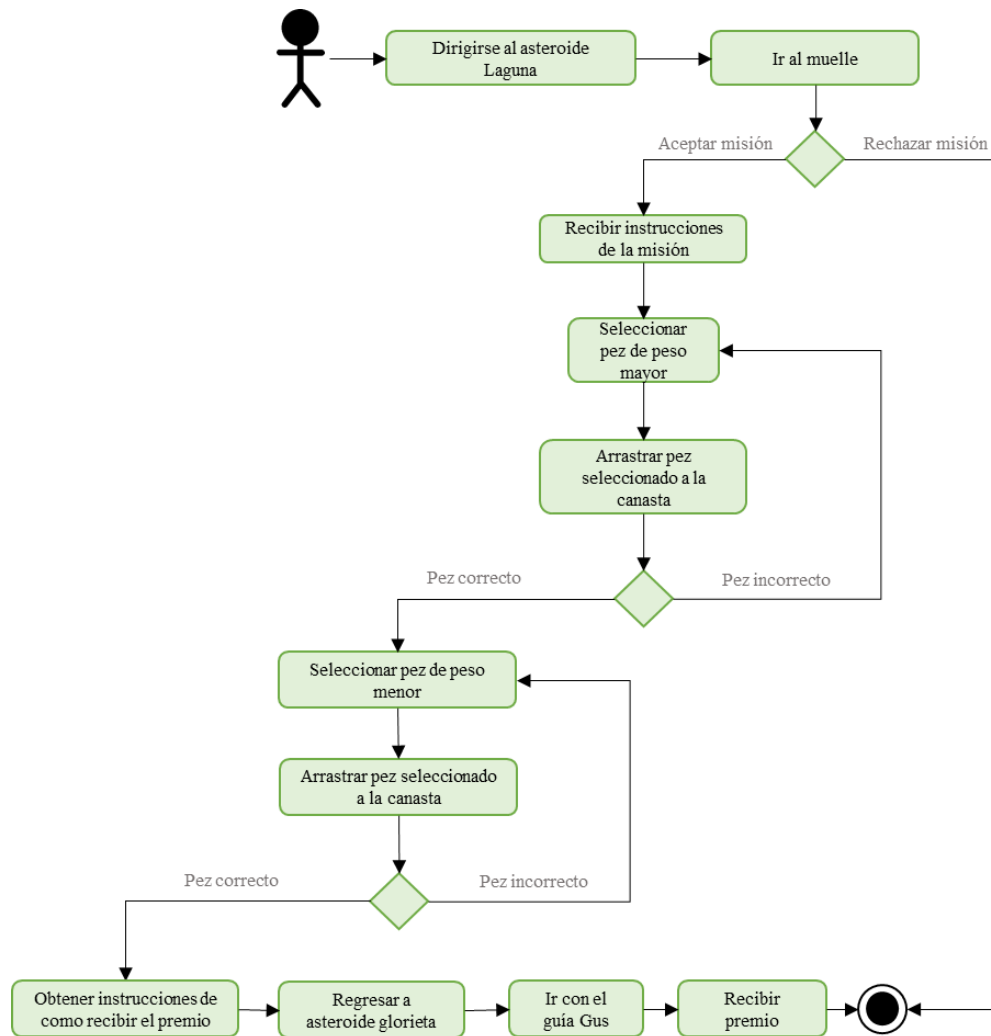 Dirigirse al asteroide
Laguna
Ir al muelle
Aceptar misión
Rechazar misión
Recibir instrucciones
de la misión
Seleccionar
pez de peso
mayor
Arrastrar pez
seleccionado a la
canasta
Pez correcto
Pez incorrecto
Seleccionar pez de peso
menor
Arrastrar pez seleccionado
a la canasta
Pez correcto
Pez incorrecto
Obtener instrucciones de
como recibir el premio
Regresar a
asteroide glorieta
Ir con el
guía Gus
Recibir
premio